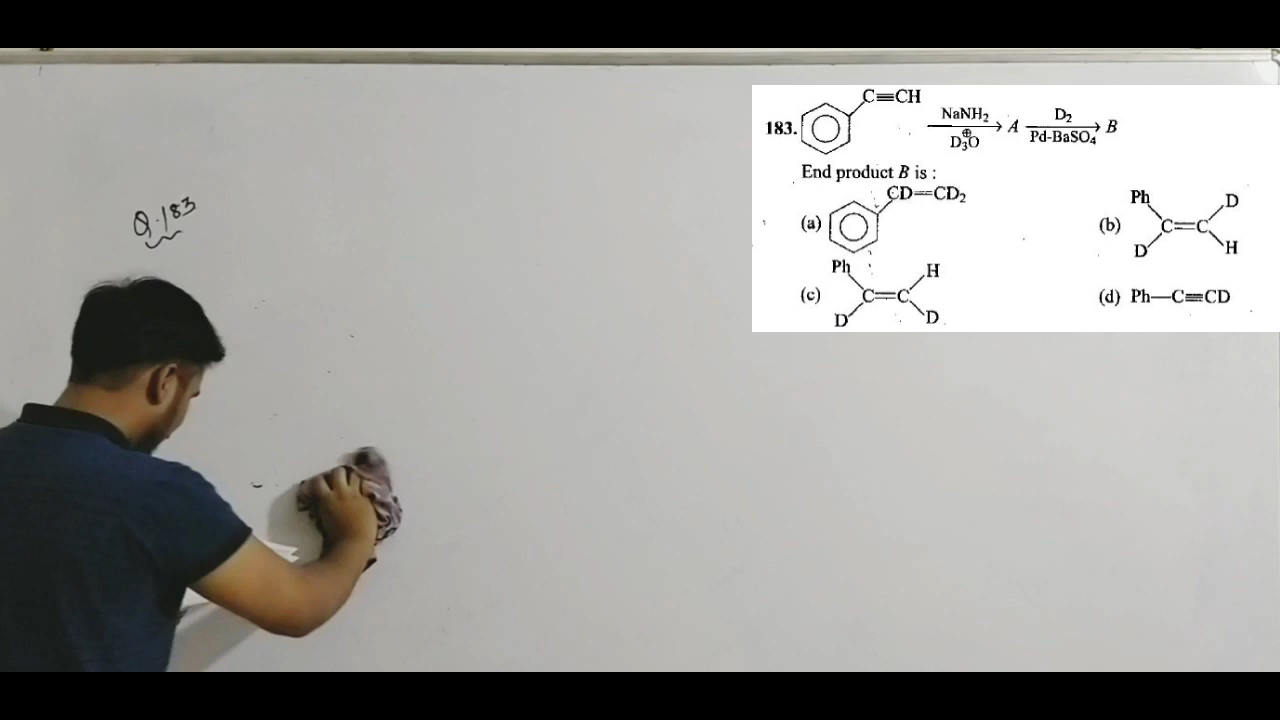 Q.183
C≡CH
183. NaNH₂ A D₂ B
D₃O⊕ Pd-BaSO₄
End product B is :
(a) CD=CD₂
(b) Ph D C=C D H
(c) Ph H C=C D D
(d) Ph—C≡CD